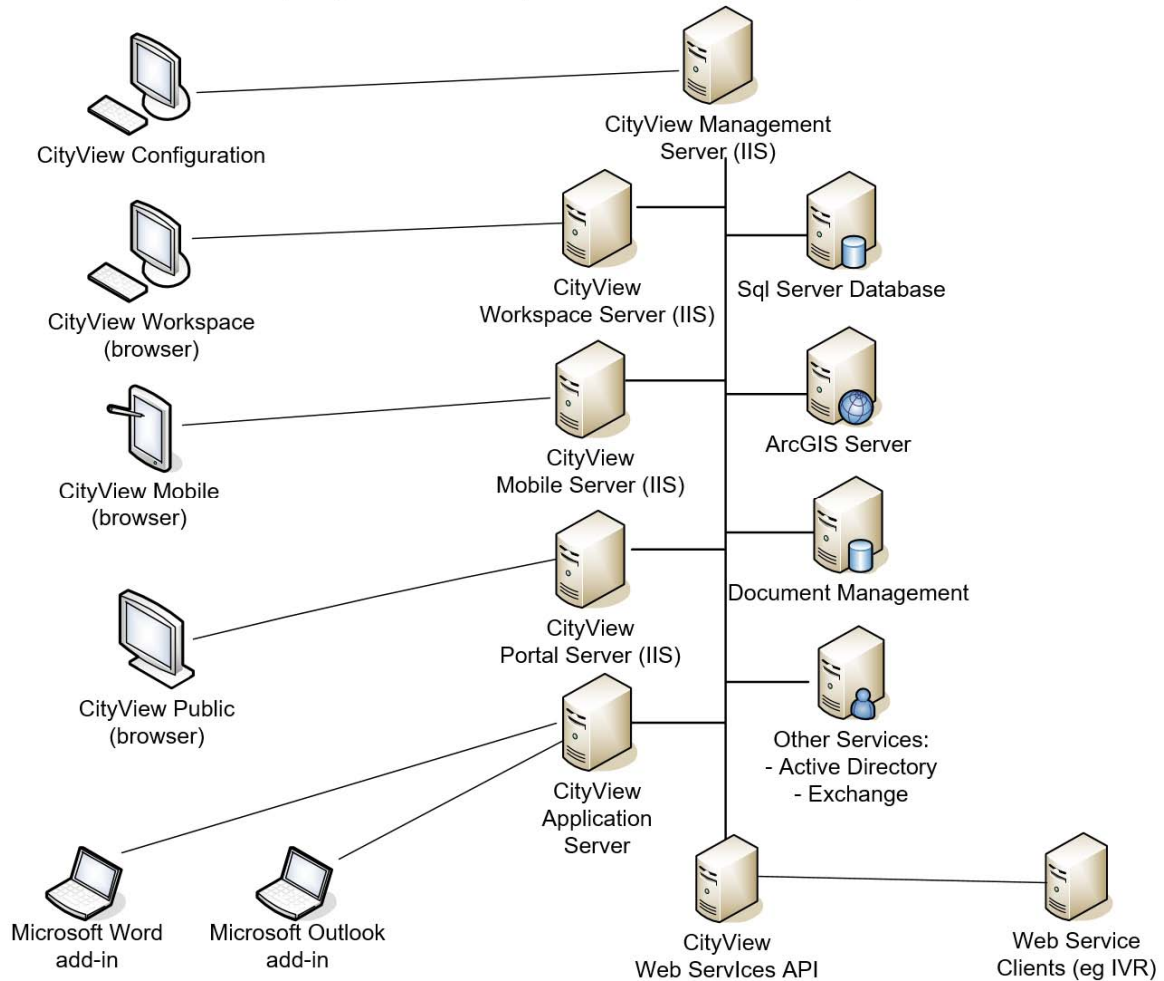 CityView Management
Server (IIS)
CityView Configuration
CityView
Workspace Server (IIS)
Sql Server Database
CityView Workspace
(browser)
CityView
Mobile Server (IIS)
ArcGIS Server
CityView Mobile
(browser)
CityView
Portal Server (IIS)
Document Management
CityView Public
(browser)
Other Services:
- Active Directory
- Exchange
CityView
Application
Server
Microsoft Word
add-in
Microsoft Outlook
add-in
CityView
Web ServIces API
Web Service
Clients (eg IVR)